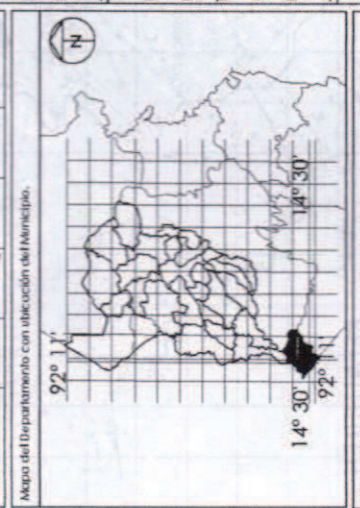 Mapa del Departamento con ubicación del Municipio.
N
92° 11'
14° 30'
14° 30'
92° 11'